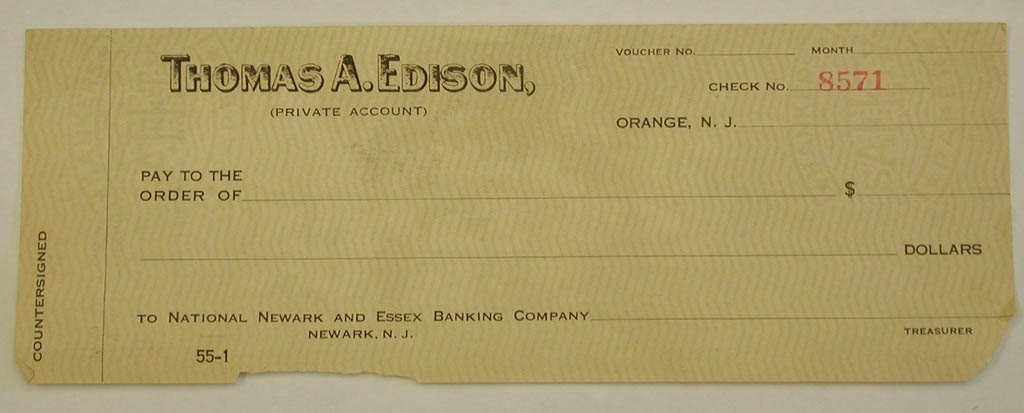 VOUCHER NO. MONTH
THOMAS A. EDISON,
CHECK NO. 8571
(PRIVATE ACCOUNT)
ORANGE, N. J.
PAY TO THE
ORDER OF $
DOLLARS
COUNTERSIGNED
TO NATIONAL NEWARK AND ESSEX BANKING COMPANY
NEWARK, N. J.
TREASURER
55-1